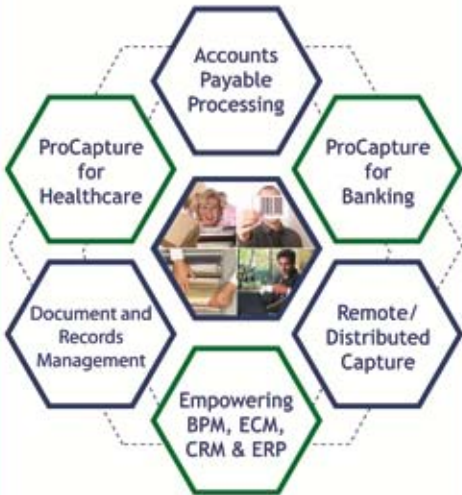 Accounts
Payable
Processing
ProCapture
for
Healthcare
ProCapture
for
Banking
Document and
Records
Management
Remote/
Distributed
Capture
Empowering
BPM, ECM,
CRM & ERP